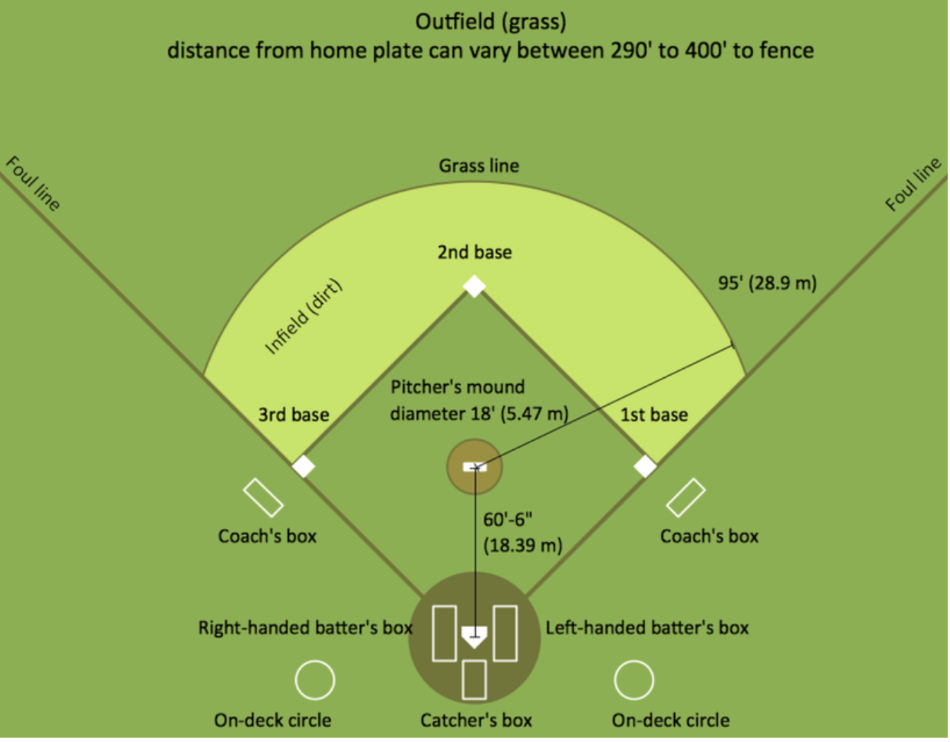 Outfield (grass)
distance from home plate can vary between 290' to 400' to fence
Foul line
Grass line
Foul line
2nd base
95' (28.9 m)
Infield (dirt)
Pitcher's mound
diameter 18' (5.47 m)
3rd base
1st base
60'-6"
(18.39 m)
Coach's box
Coach's box
Right-handed batter's box
Left-handed batter's box
On-deck circle
Catcher's box
On-deck circle